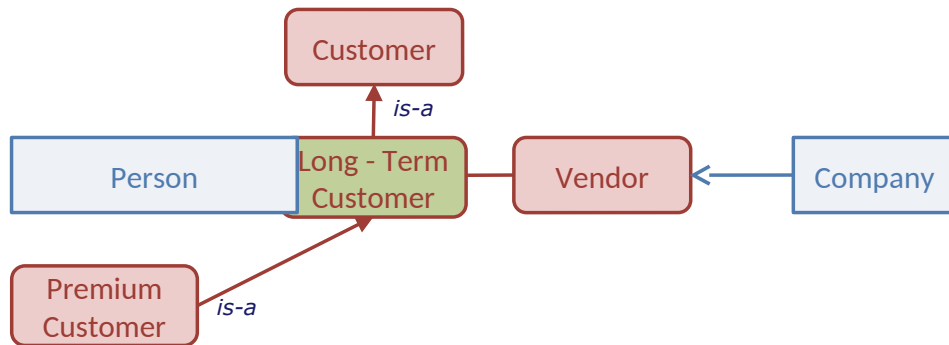 Customer
is-a
Person
Long - Term
Customer
Vendor
Company
Premium
Customer
is-a